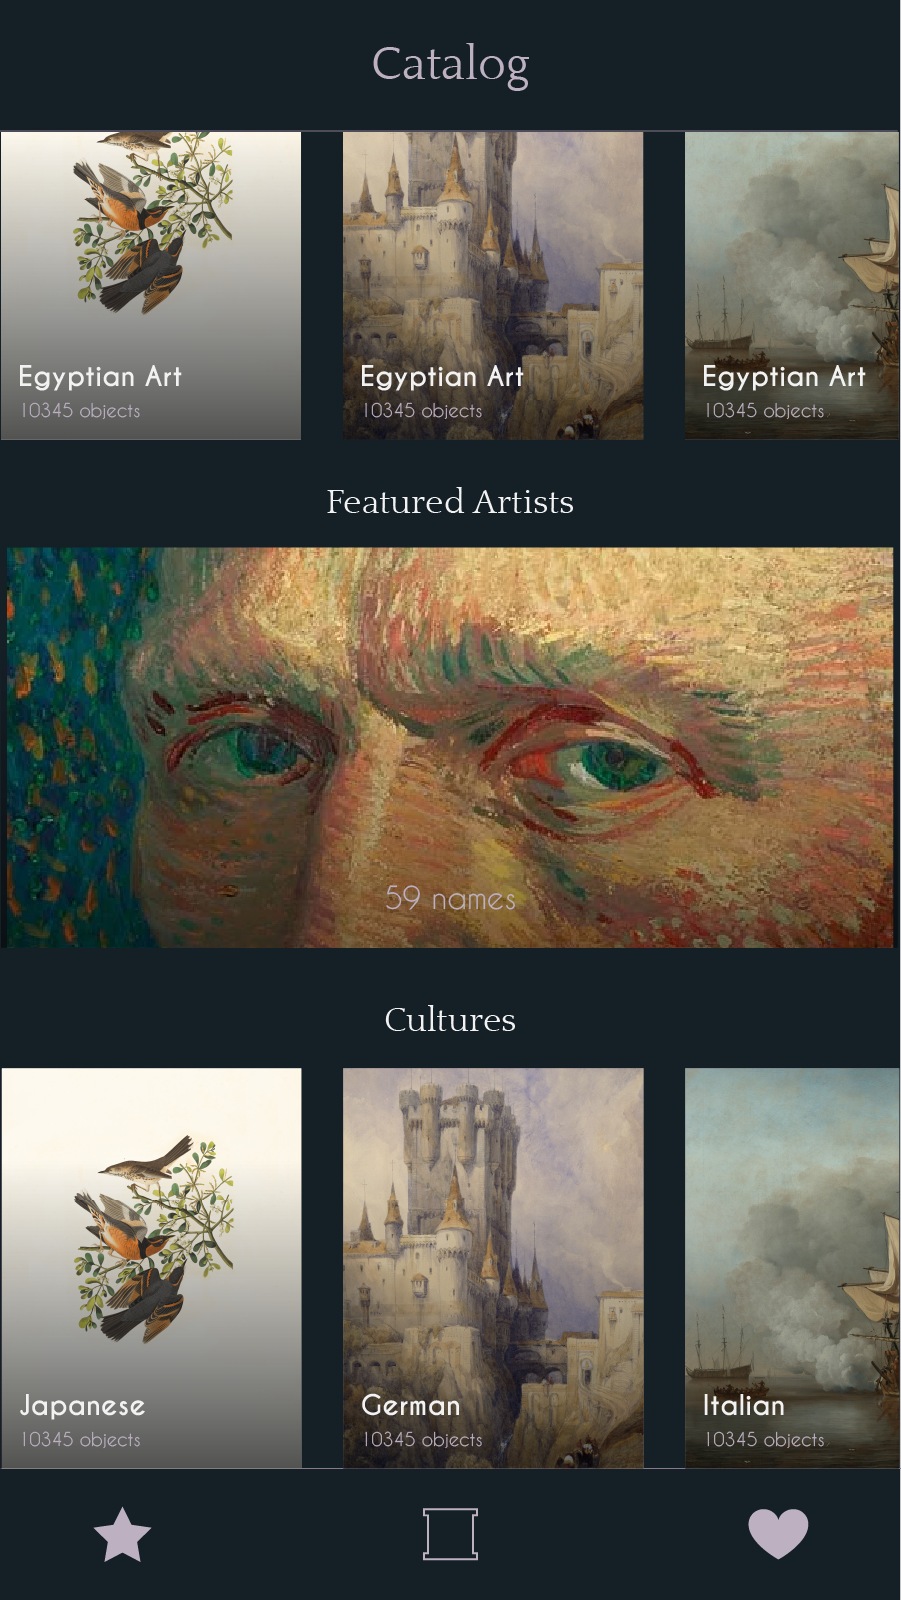 Catalog
Egyptian Art
10345 objects
Egyptian Art
10345 objects
Egyptian Art
10345 objects
Featured Artists
59 names
Cultures
Japanese
10345 objects
German
10345 objects
Italian
10345 objects